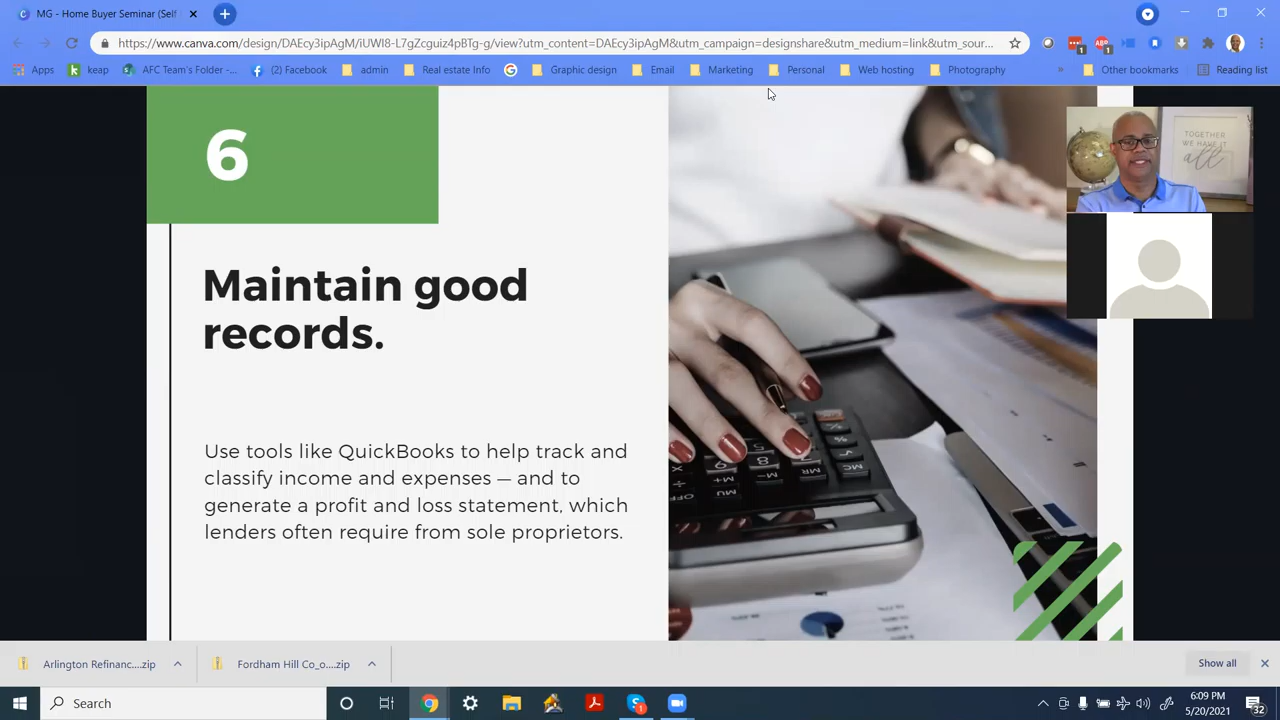 MG - Home Buyer Seminar (Self
https://www.canva.com/design/DAEcy3ipAgM/iUWI8-L7gZcguiz4pBTg-g/view?utm_content=DAEcy3ipAgM&utm_campaign=designshare&utm_medium=link&utm_sour...
Apps keap AFC Team's Folder -... (2) Facebook admin Real estate Info Graphic design Email Marketing Personal Web hosting Photography » Other bookmarks Reading list
6
TOGETHER
WE HAVE IT
all
Maintain good
records.
Use tools like QuickBooks to help track and
classify income and expenses — and to
generate a profit and loss statement, which
lenders often require from sole proprietors.
Arlington Refinanc....zip Fordham Hill Co_o....zip Show all
Search
6:09 PM
5/20/2021
32